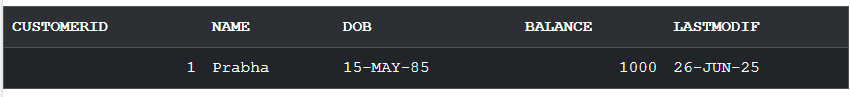 CUSTOMERID NAME DOB BALANCE LASTMODIF
1 Prabha 15-MAY-85 1000 26-JUN-25